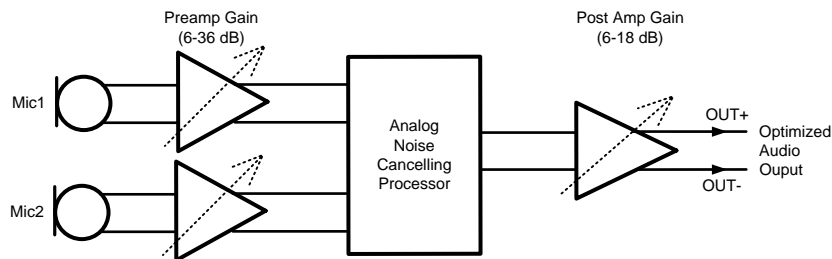 Preamp Gain
(6-36 dB)
Post Amp Gain
(6-18 dB)
Mic1
Mic2
Analog
Noise
Cancelling
Processor
OUT+
OUT-
Optimized
Audio
Ouput